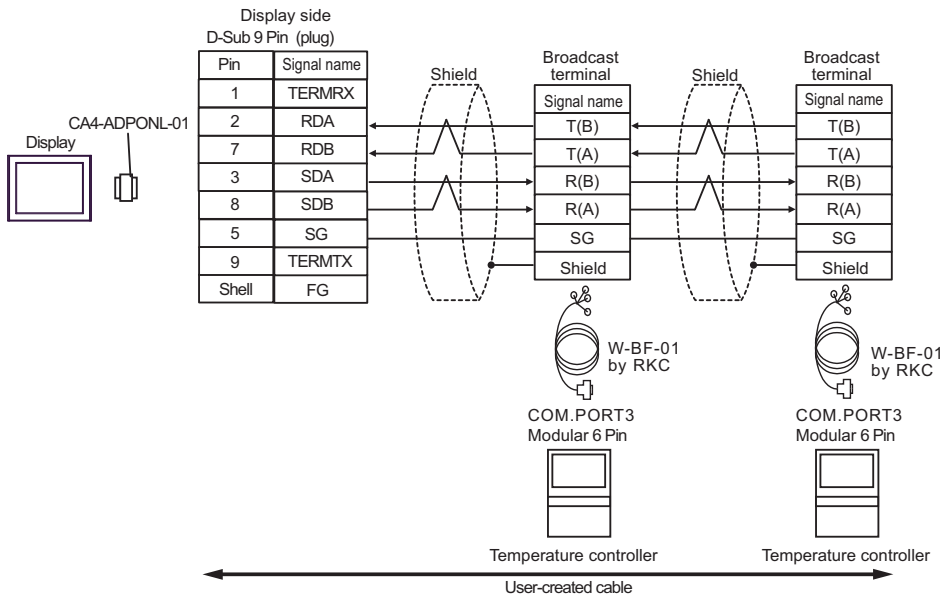 Display side
D-Sub 9 Pin (plug)
Pin Signal name
1 TERMRX
2 RDA
7 RDB
3 SDA
8 SDB
5 SG
9 TERMTX
Shell FG
Display
CA4-ADPONL-01
Shield
Broadcast
terminal
Signal name
T(B)
T(A)
R(B)
R(A)
SG
Shield
Shield
Broadcast
terminal
Signal name
T(B)
T(A)
R(B)
R(A)
SG
Shield
W-BF-01
by RKC
COM.PORT3
Modular 6 Pin
Temperature controller
W-BF-01
by RKC
COM.PORT3
Modular 6 Pin
Temperature controller
User-created cable